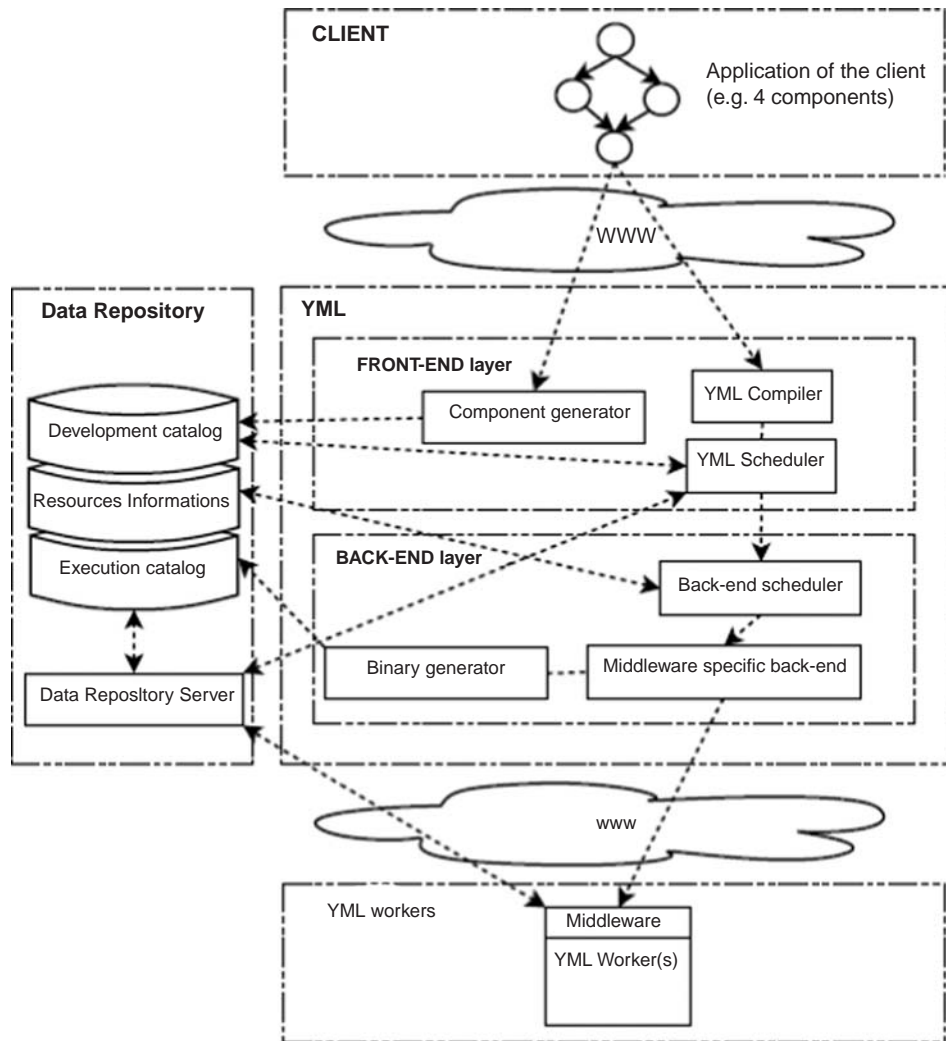 CLIENT
Application of the client
(e.g. 4 components)
WWW
Data Repository
YML
FRONT-END layer
YML Compiler
Component generator
Development catalog
YML Scheduler
Resources Informations
BACK-END layer
Execution catalog
Back-end scheduler
Binary generator
Middleware specific back-end
Data Reposltory Server
www
YML workers
Middleware
YML Worker(s)